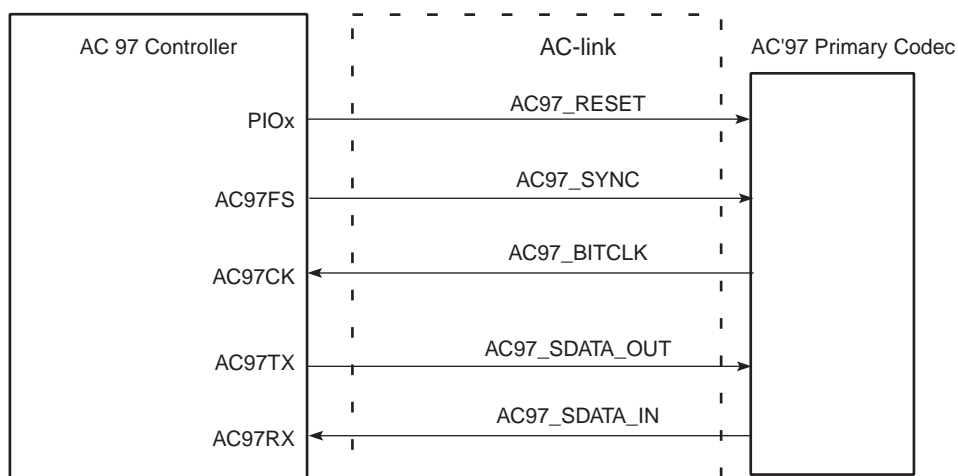 AC 97 Controller
AC-link
AC'97 Primary Codec
PIOx
AC97_RESET
AC97FS
AC97_SYNC
AC97CK
AC97_BITCLK
AC97TX
AC97_SDATA_OUT
AC97RX
AC97_SDATA_IN